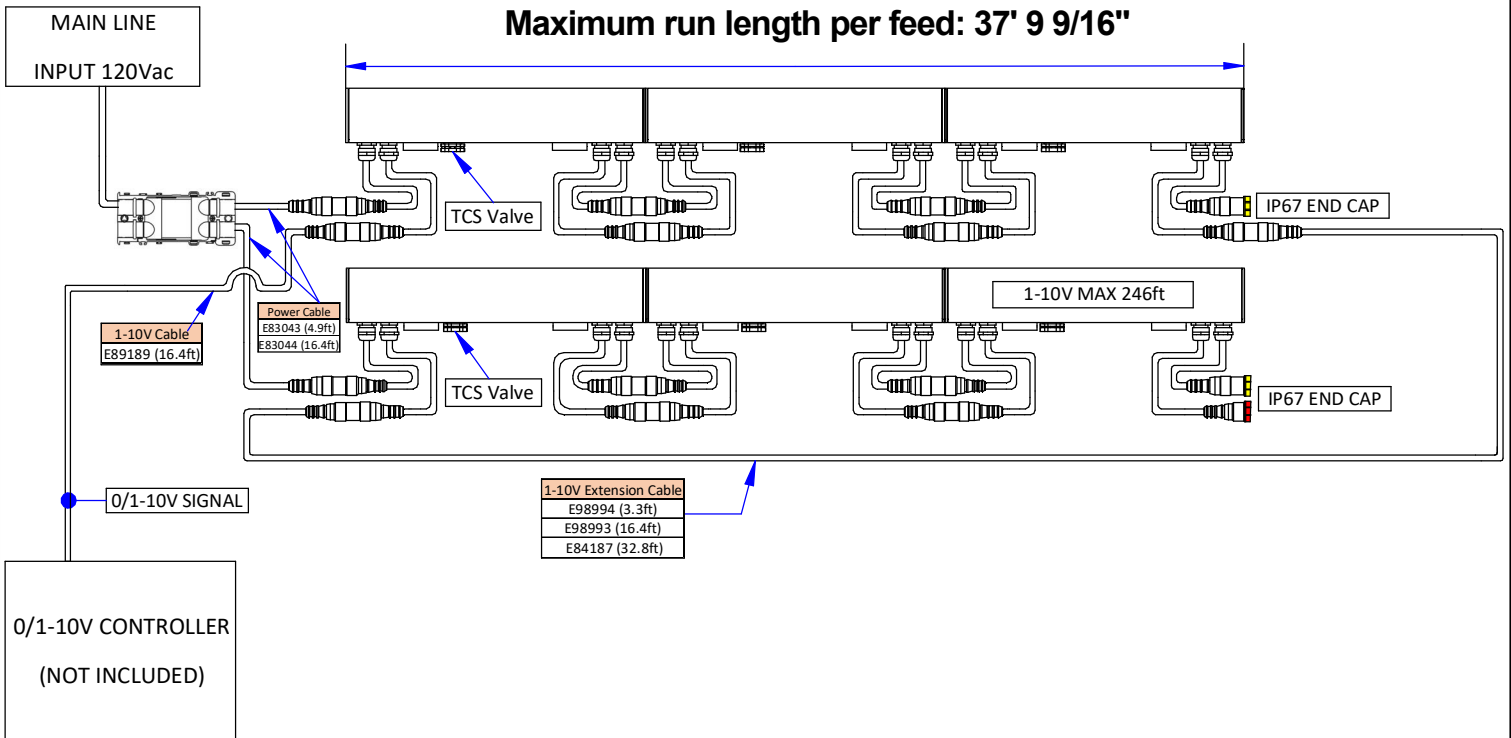 MAIN LINE
INPUT 120Vac
Maximum run length per feed: 37' 9 9/16"
TCS Valve
IP67 END CAP
1-10V MAX 246ft
Power Cable
E83043 (4.9ft)
E83044 (16.4ft)
1-10V Cable
E89189 (16.4ft)
TCS Valve
IP67 END CAP
1-10V Extension Cable
E98994 (3.3ft)
E98993 (16.4ft)
E84187 (32.8ft)
0/1-10V SIGNAL
0/1-10V CONTROLLER
(NOT INCLUDED)